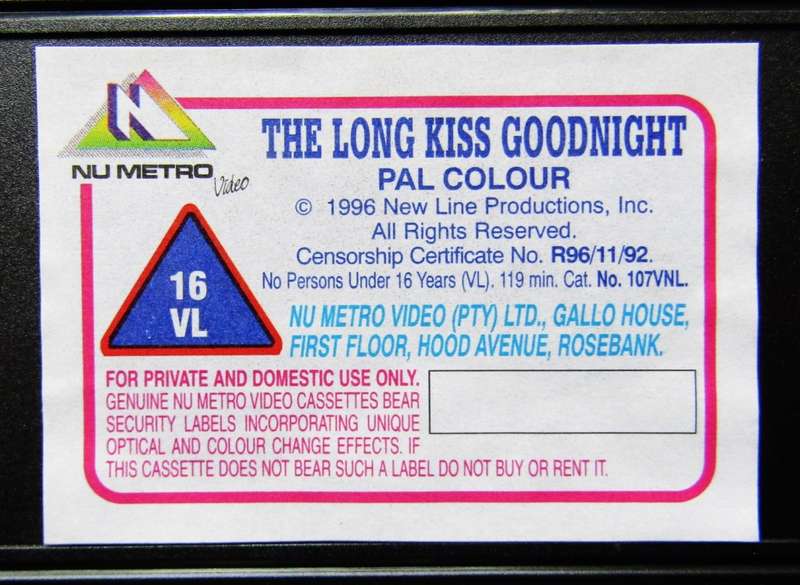 N
NU METRO
Video
THE LONG KISS GOODNIGHT
PAL COLOUR
© 1996 New Line Productions, Inc.
All Rights Reserved.
Censorship Certificate No. R96/11/92.
No Persons Under 16 Years (VL), 119 min. Cat. No. 107VNL.
16
VL
NU METRO VIDEO (PTY) LTD., GALLO HOUSE,
FIRST FLOOR, HOOD AVENUE, ROSEBANK.
FOR PRIVATE AND DOMESTIC USE ONLY.
GENUINE NU METRO VIDEO CASSETTES BEAR
SECURITY LABELS INCORPORATING UNIQUE
OPTICAL AND COLOUR CHANGE EFFECTS. IF
THIS CASSETTE DOES NOT BEAR SUCH A LABEL DO NOT BUY OR RENT IT.